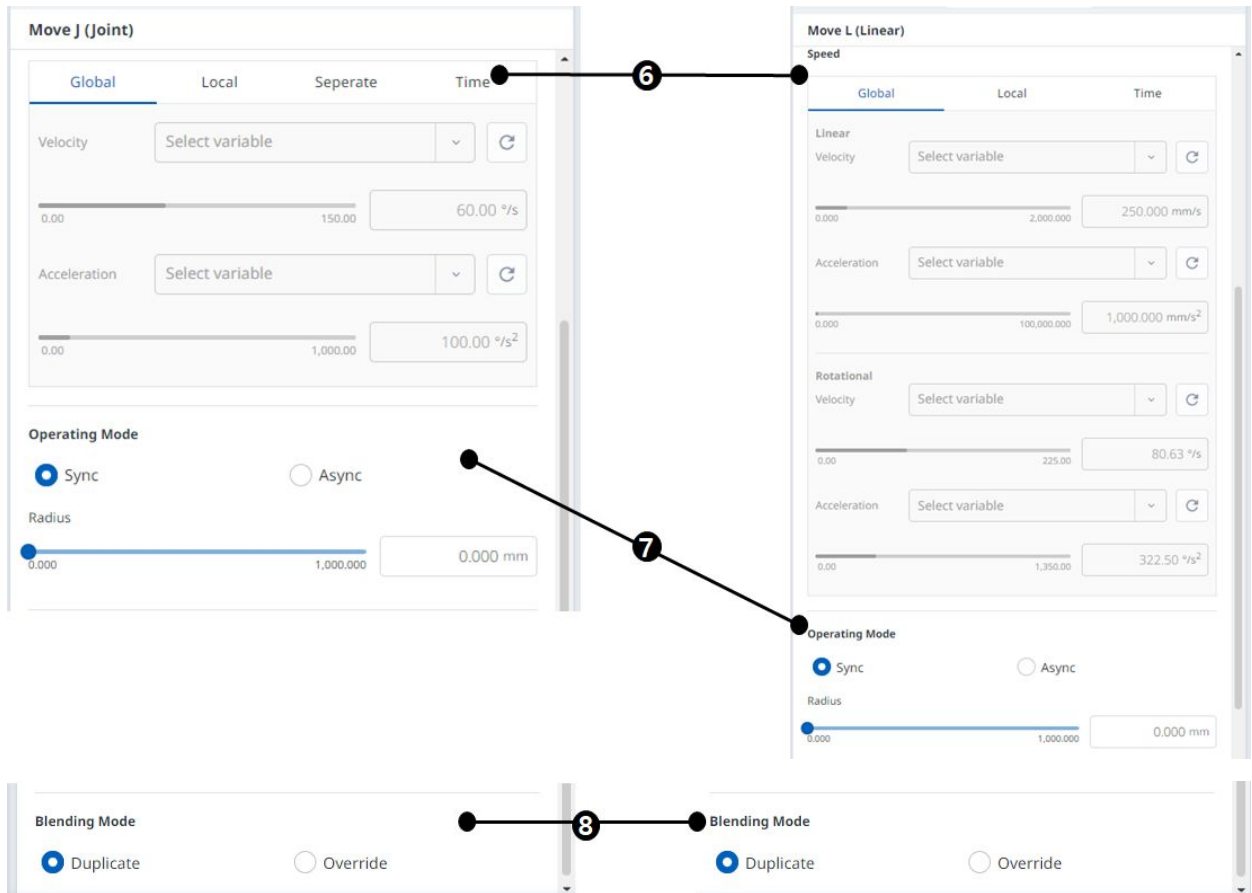 Move J (Joint)
Global Local Seperate Time
Velocity Select variable
0.00 150.00 60.00 °/s
Acceleration Select variable
0.00 1,000.00 100.00 °/s²
Operating Mode
Sync Async
Radius
0.000 1,000.000 0.000 mm
6
7
Move L (Linear)
Speed
Global Local Time
Linear
Velocity Select variable
0.000 2,000.000 250.000 mm/s
Acceleration Select variable
0.000 100,000.000 1,000.000 mm/s²
Rotational
Velocity Select variable
0.00 225.00 80.63 °/s
Acceleration Select variable
0.00 1,350.00 322.50 °/s²
Operating Mode
Sync Async
Radius
0.000 1,000.000 0.000 mm
Blending Mode
Duplicate Override
8
Blending Mode
Duplicate Override